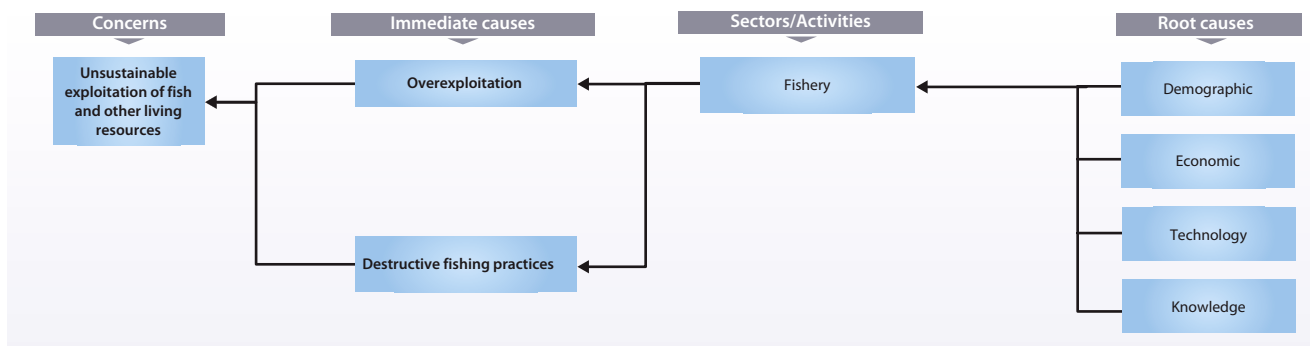 Concerns
Immediate causes
Sectors/Activities
Root causes
Unsustainable
exploitation of fish
and other living
resources
Overexploitation
Destructive fishing practices
Fishery
Demographic
Economic
Technology
Knowledge